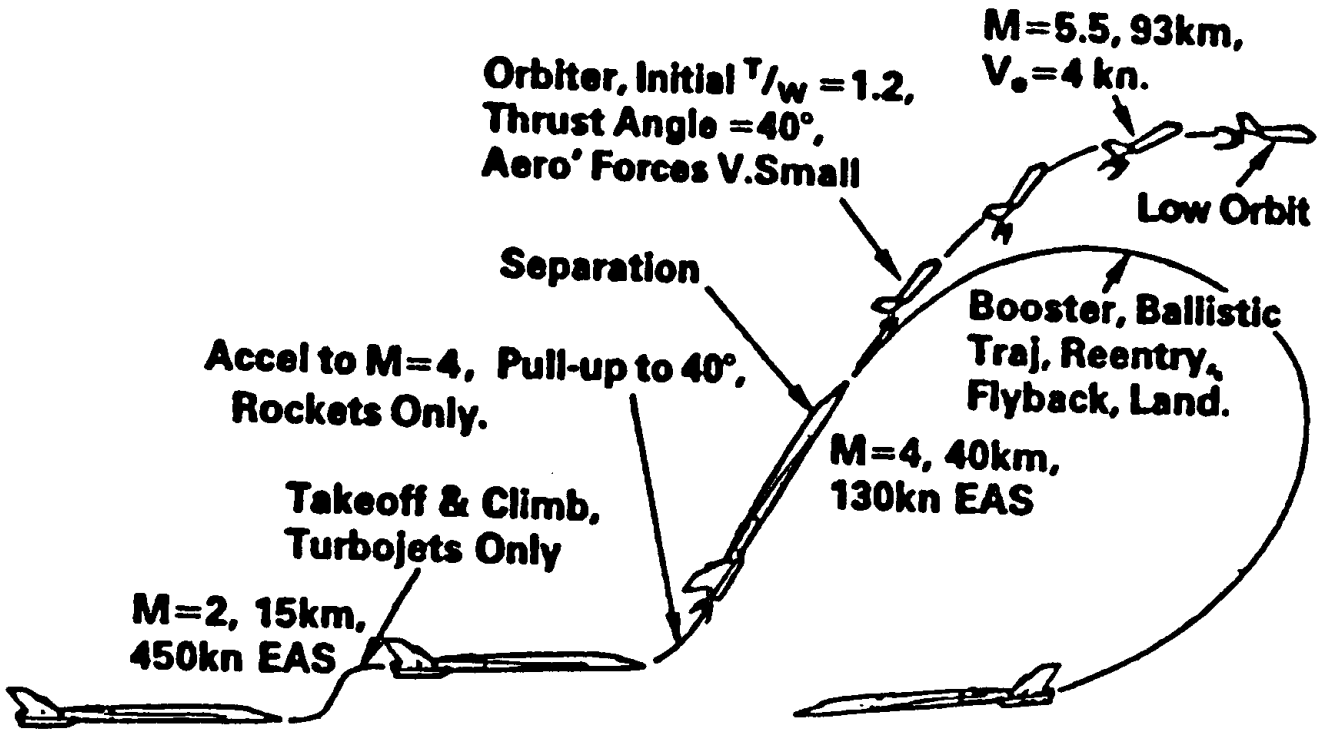 M=5.5, 93km,
Vₑ=4 kn.
Orbiter, Initial T/W =1.2,
Thrust Angle =40°,
Aero' Forces V.Small
Low Orbit
Separation
Booster, Ballistic
Traj, Reentry,
Flyback, Land.
Accel to M=4, Pull-up to 40°,
Rockets Only.
M=4, 40km,
130kn EAS
Takeoff & Climb,
Turbojets Only
M=2, 15km,
450kn EAS